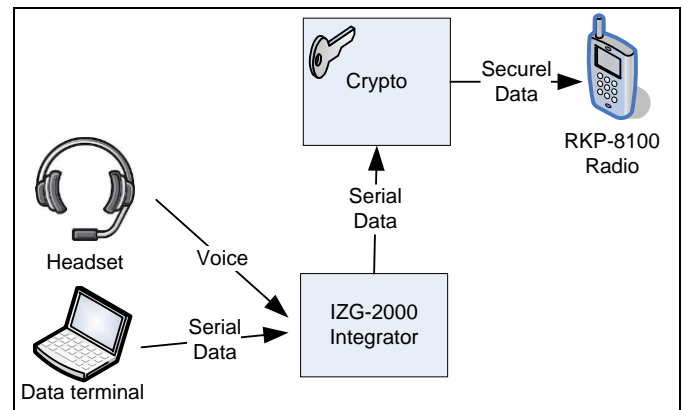 Crypto
Securel
Data
RKP-8100
Radio
Serial
Data
Headset
Voice
IZG-2000
Integrator
Serial
Data
Data terminal